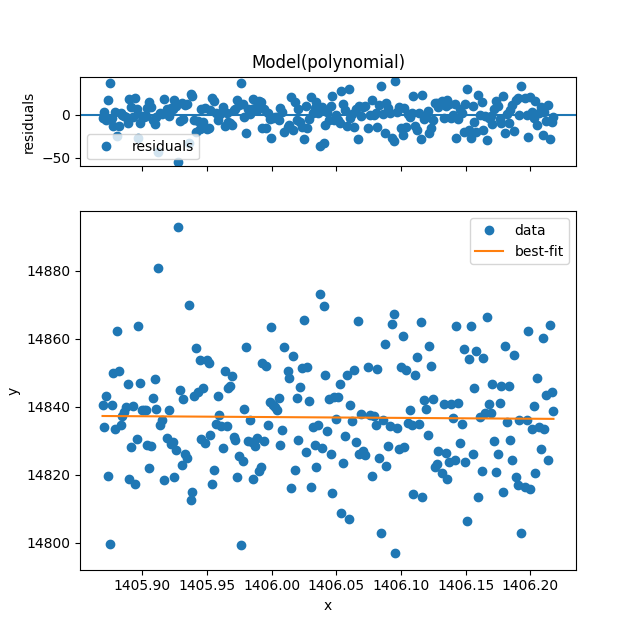 Model(polynomial)
residuals
0
−50
residuals
data
best-fit
y
14880
14860
14840
14820
14800
1405.90 1405.95 1406.00 1406.05 1406.10 1406.15 1406.20
x